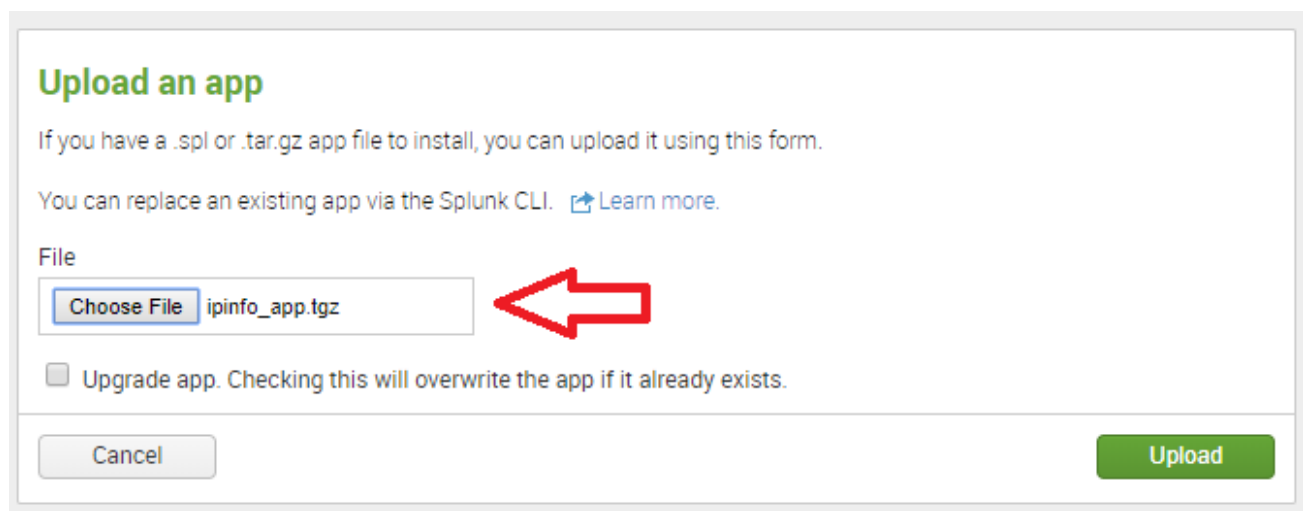 Upload an app
If you have a .spl or .tar.gz app file to install, you can upload it using this form.
You can replace an existing app via the Splunk CLI. Learn more.
File
Choose File ipinfo_app.tgz
Upgrade app. Checking this will overwrite the app if it already exists.
Cancel Upload